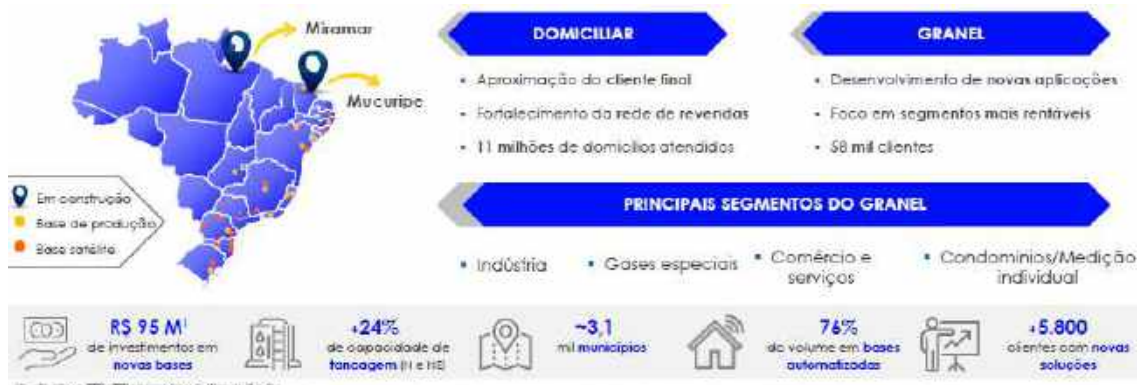 Miramar
Mucuripe
Em construção
Base de produção
Base satélite
DOMICILIAR
• Aproximação do cliente final
• Fortalecimento da rede de revendas
• 11 milhões de domicílios atendidos
GRANEL
• Desenvolvimento de novas aplicações
• Foco em segmentos mais rentáveis
• 58 mil clientes
PRINCIPAIS SEGMENTOS DO GRANEL
• Indústria
• Gases especiais
• Comércio e
serviços
• Condomínios/Medição
individual
R$ 95 M¹
de investimentos em
novas bases
+24%
de capacidade de
tancagem (N e NE)
~3,1
mil municípios
76%
do volume em bases
automatizadas
+5.800
clientes com novas
soluções